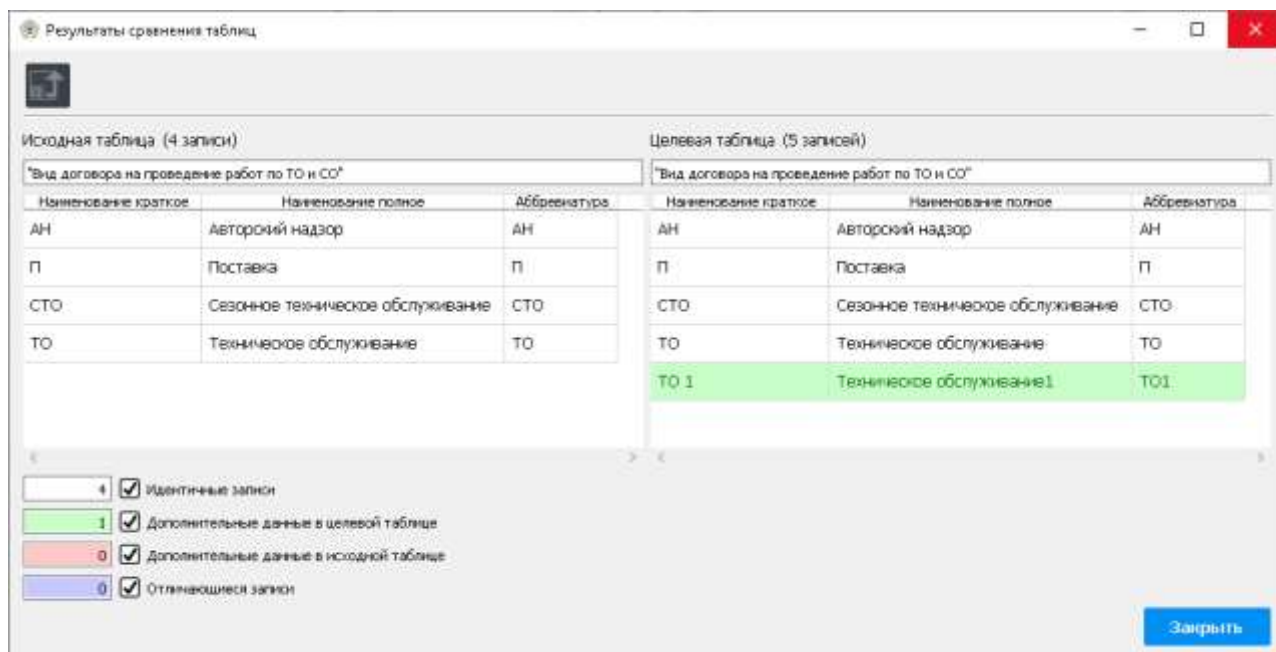 Результаты сравнения таблиц
Исходная таблица (4 записи) Целевая таблица (5 записей)
"Вид договора на проведение работ по ТО и СО" "Вид договора на проведение работ по ТО и СО"
Наименование краткое Наименование полное Аббревиатура Наименование краткое Наименование полное Аббревиатура
АН Авторский надзор АН АН Авторский надзор АН
П Поставка П П Поставка П
СТО Сезонное техническое обслуживание СТО СТО Сезонное техническое обслуживание СТО
ТО Техническое обслуживание ТО ТО Техническое обслуживание ТО
ТО 1 Техническое обслуживание1 ТО1
4 Идентичные записи
1 Дополнительные данные в целевой таблице
0 Дополнительные данные в исходной таблице
0 Отличающиеся записи
Закрыть